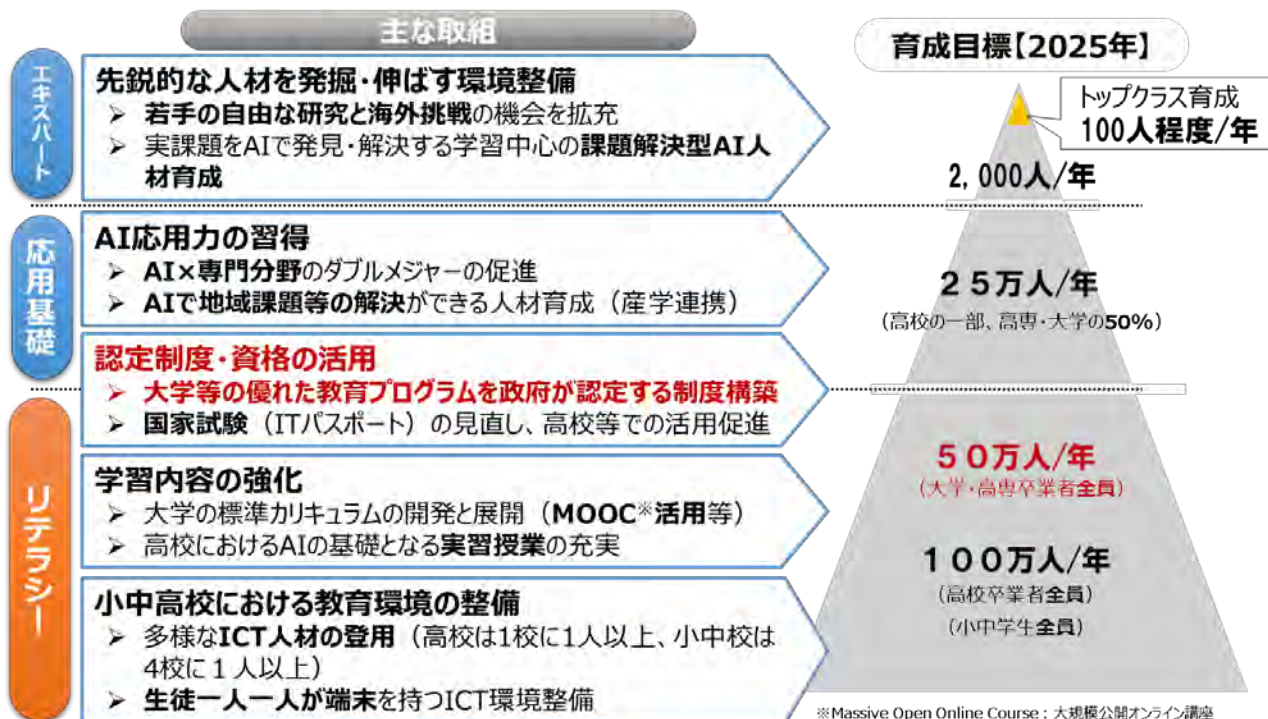 主な取組
エキスパート
先鋭的な人材を発掘・伸ばす環境整備
➢ 若手の自由な研究と海外挑戦の機会を拡充
➢ 実課題をAIで発見・解決する学習中心の課題解決型AI人
材育成
応用基礎
AI応用力の習得
➢ AI×専門分野のダブルメジャーの促進
➢ AIで地域課題等の解決ができる人材育成（産学連携）
認定制度・資格の活用
➢ 大学等の優れた教育プログラムを政府が認定する制度構築
➢ 国家試験（ITパスポート）の見直し、高校等での活用促進
リテラシー
学習内容の強化
➢ 大学の標準カリキュラムの開発と展開（MOOC※活用等）
➢ 高校におけるAIの基礎となる実習授業の充実
小中高校における教育環境の整備
➢ 多様なICT人材の登用（高校は1校に1人以上、小中校は
4校に１人以上）
➢ 生徒一人一人が端末を持つICT環境整備
育成目標【2025年】
トップクラス育成
100人程度/年
2,000人/年
２５万人/年
（高校の一部、高専・大学の50%）
５０万人/年
（大学・高専卒業者全員）
１００万人/年
（高校卒業者全員）
（小中学生全員）
※Massive Open Online Course：大規模公開オンライン講座